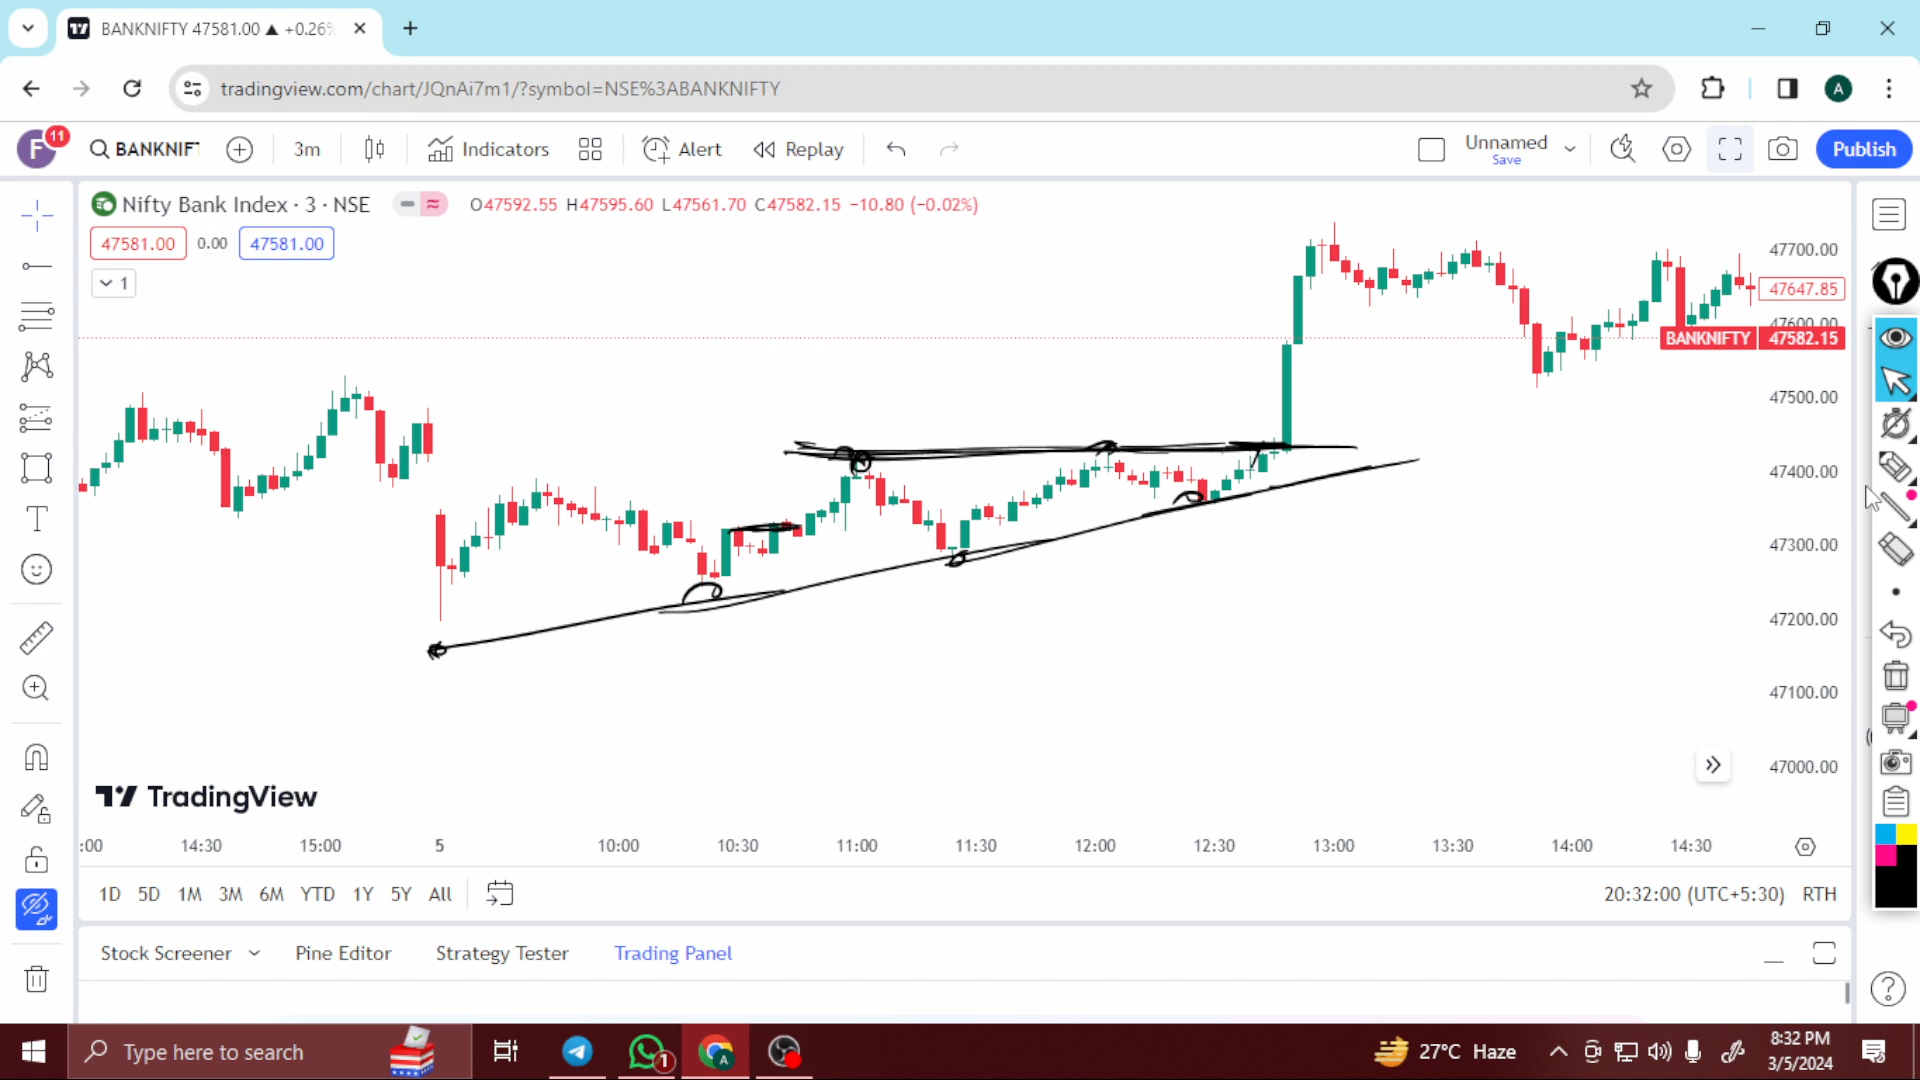 BANKNIFTY 47581.00 ▲ +0.26%
tradingview.com/chart/JQnAi7m1/?symbol=NSE%3ABANKNIFTY
A
F 11
BANKNIFT
3m
Indicators
Alert
Replay
Unnamed
Save
Publish
Nifty Bank Index · 3 · NSE
O47592.55 H47595.60 L47561.70 C47582.15 −10.80 (−0.02%)
47581.00 0.00 47581.00
1
47700.00
47647.85
47600.00
BANKNIFTY 47582.15
47500.00
47400.00
47300.00
47200.00
47100.00
47000.00
TradingView
:00 14:30 15:00 5 10:00 10:30 11:00 11:30 12:00 12:30 13:00 13:30 14:00 14:30
1D 5D 1M 3M 6M YTD 1Y 5Y All
20:32:00 (UTC+5:30) RTH
Stock Screener Pine Editor Strategy Tester Trading Panel
Type here to search
1
A
27°C Haze
8:32 PM
3/5/2024